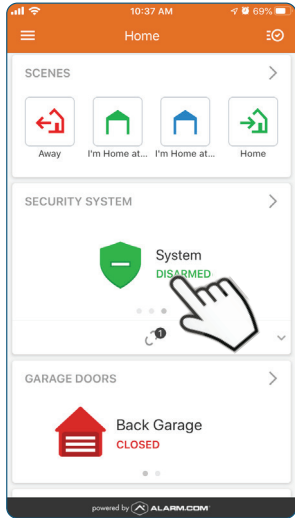 10:37 AM
69%
Home
SCENES
Away
I'm Home at...
I'm Home at...
Home
SECURITY SYSTEM
System
DISARMED
1
GARAGE DOORS
Back Garage
CLOSED
powered by ALARM.COM